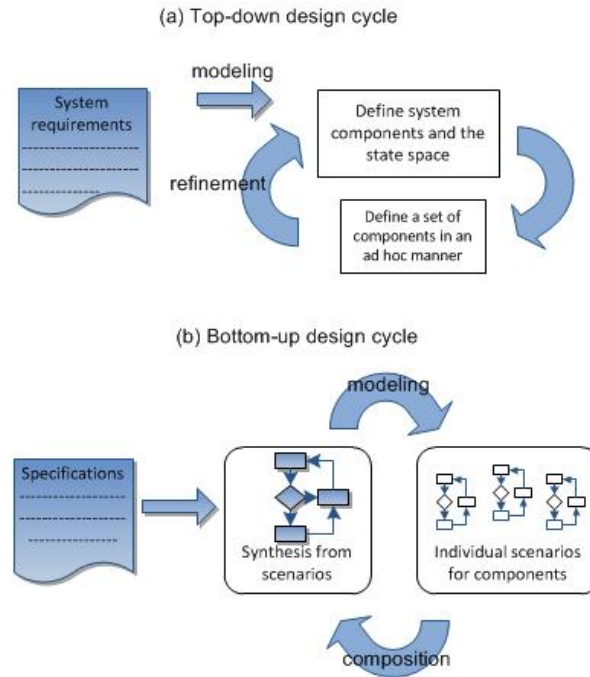 (a) Top-down design cycle
modeling
System
requirements
Define system
components and the
state space
refinement
Define a set of
components in an
ad hoc manner
(b) Bottom-up design cycle
modeling
Specifications
Synthesis from
scenarios
Individual scenarios
for components
composition